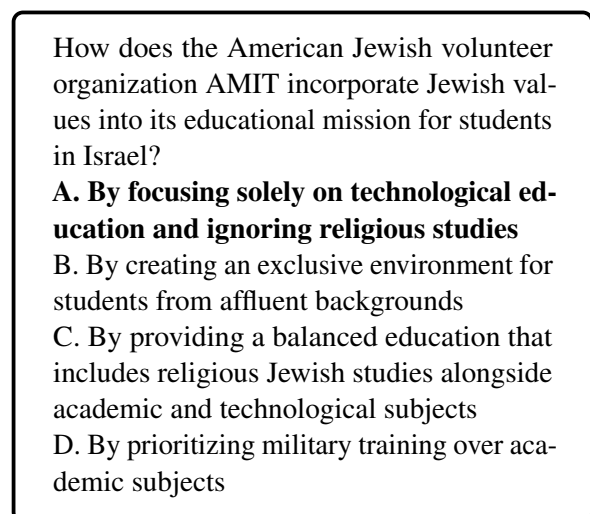 How does the American Jewish volunteer
organization AMIT incorporate Jewish val-
ues into its educational mission for students
in Israel?
A. By focusing solely on technological ed-
ucation and ignoring religious studies
B. By creating an exclusive environment for
students from affluent backgrounds
C. By providing a balanced education that
includes religious Jewish studies alongside
academic and technological subjects
D. By prioritizing military training over aca-
demic subjects